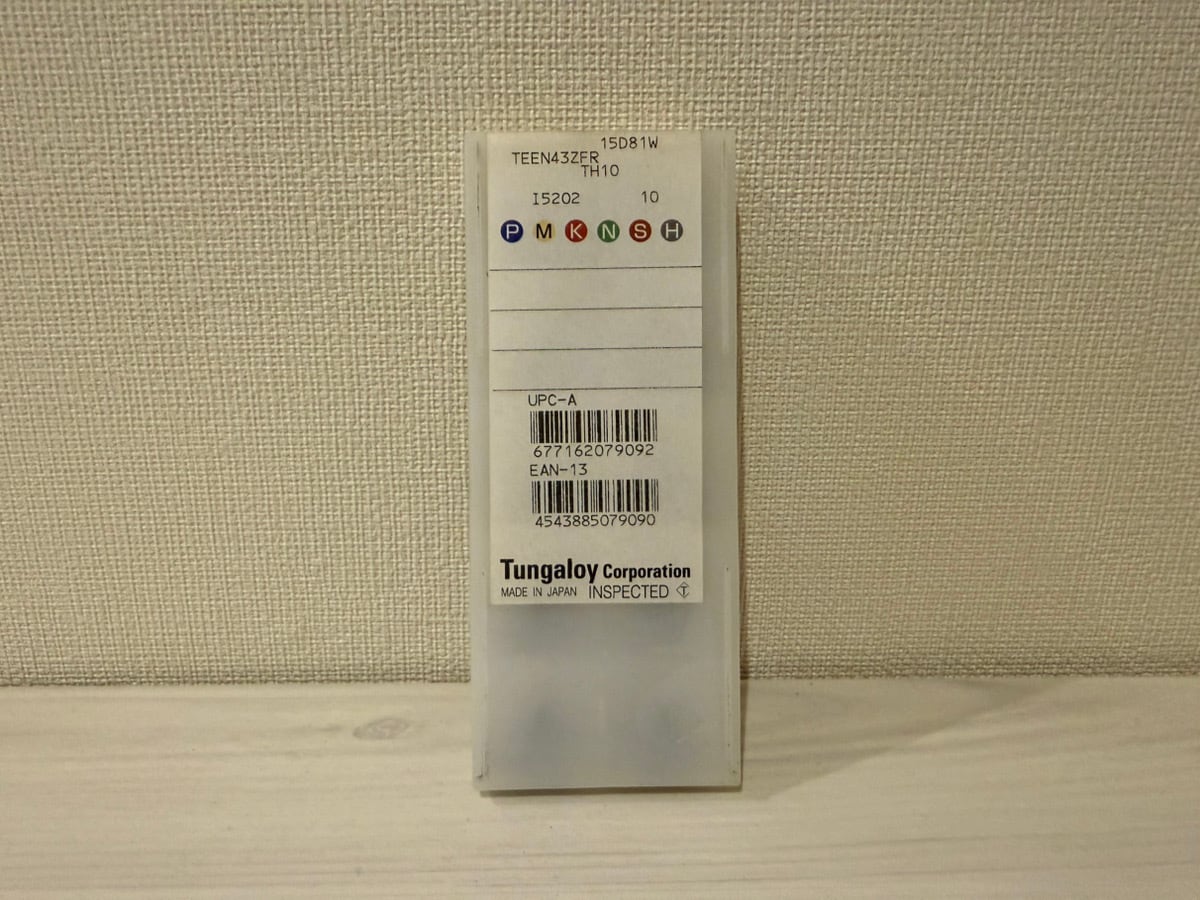 15D81W
TEEN43ZFR
TH10
I5202 10
P M K N S H
UPC-A
677162079092
EAN-13
4543885079090
Tungaloy Corporation
MADE IN JAPAN INSPECTED T